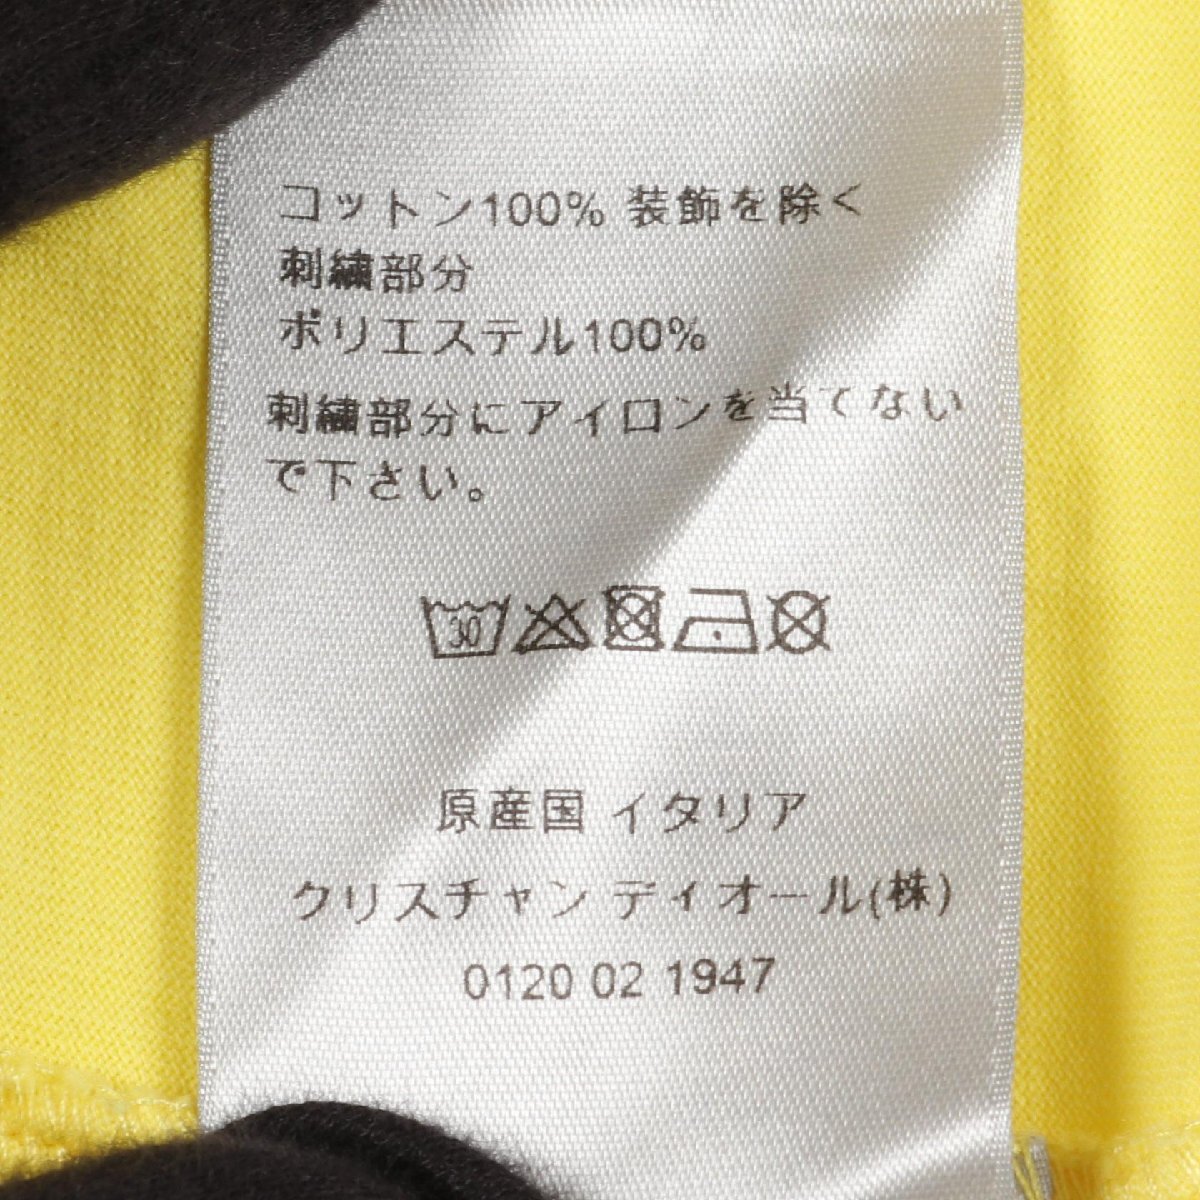 コットン100% 装飾を除く
刺繍部分
ポリエステル100%
刺繍部分にアイロンを当てない
で下さい。
30
原産国 イタリア
クリスチャン ディオール(株)
0120 02 1947